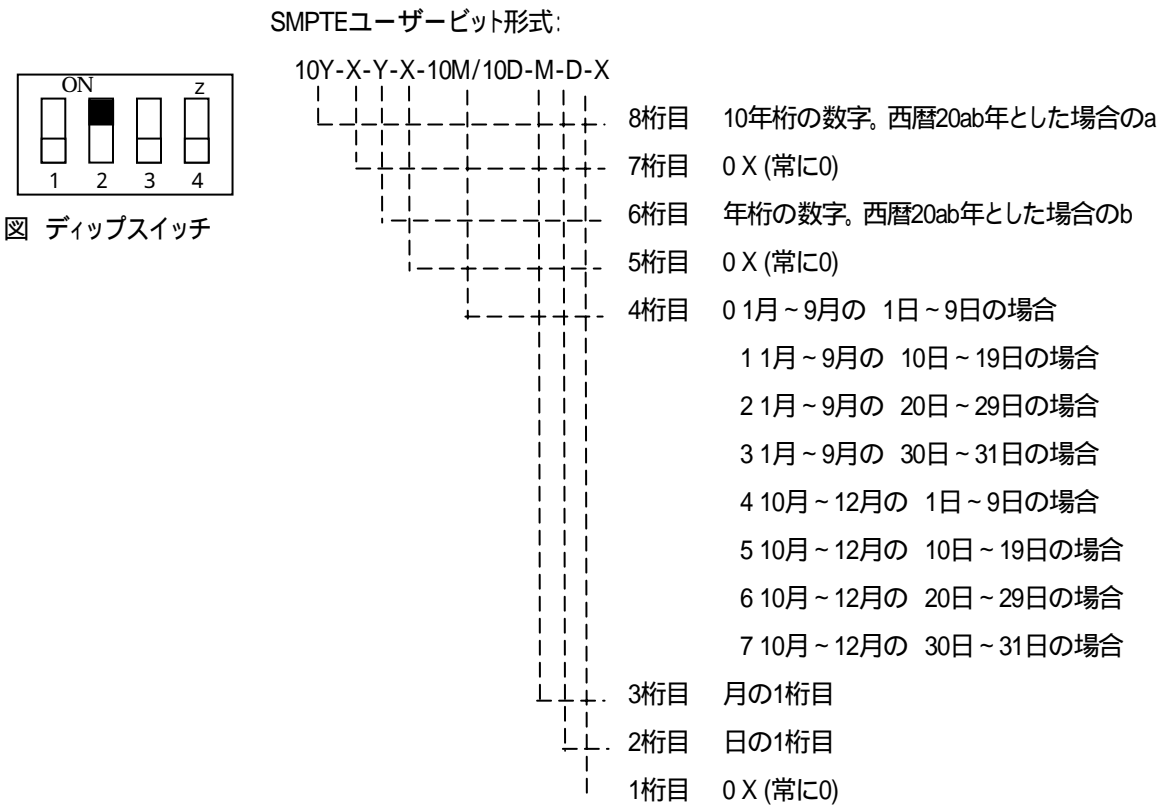 SMPTEユーザービット形式:
10Y-X-Y-X-10M/10D-M-D-X
ON z
1 2 3 4
図 ディップスイッチ
8桁目 10年桁の数字。西暦20ab年とした場合のa
7桁目 0 X (常に0)
6桁目 年桁の数字。西暦20ab年とした場合のb
5桁目 0 X (常に0)
4桁目 0 1月~9月の 1日~9日の場合
1 1月~9月の 10日~19日の場合
2 1月~9月の 20日~29日の場合
3 1月~9月の 30日~31日の場合
4 10月~12月の 1日~9日の場合
5 10月~12月の 10日~19日の場合
6 10月~12月の 20日~29日の場合
7 10月~12月の 30日~31日の場合
3桁目 月の1桁目
2桁目 日の1桁目
1桁目 0 X (常に0)